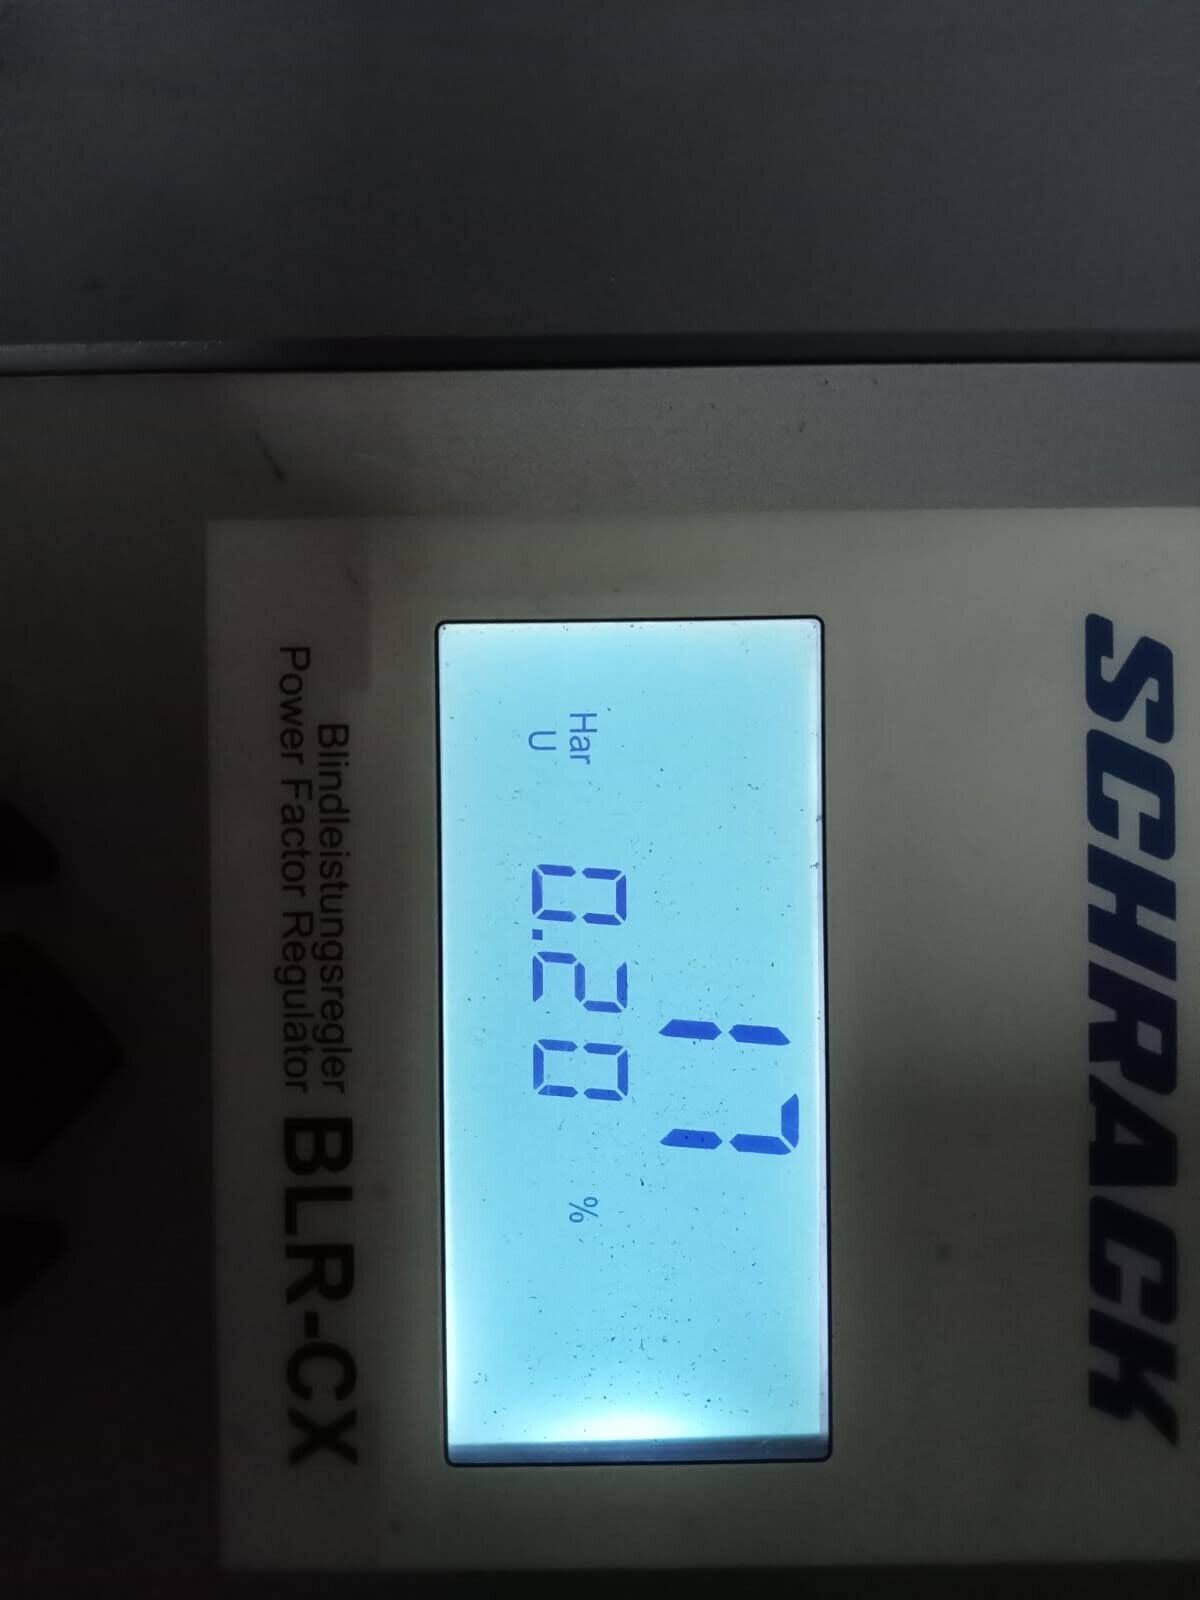 SCHRACK
17
Har
U
0.20
%
Blindleistungsregler
Power Factor Regulator
BLR-CX